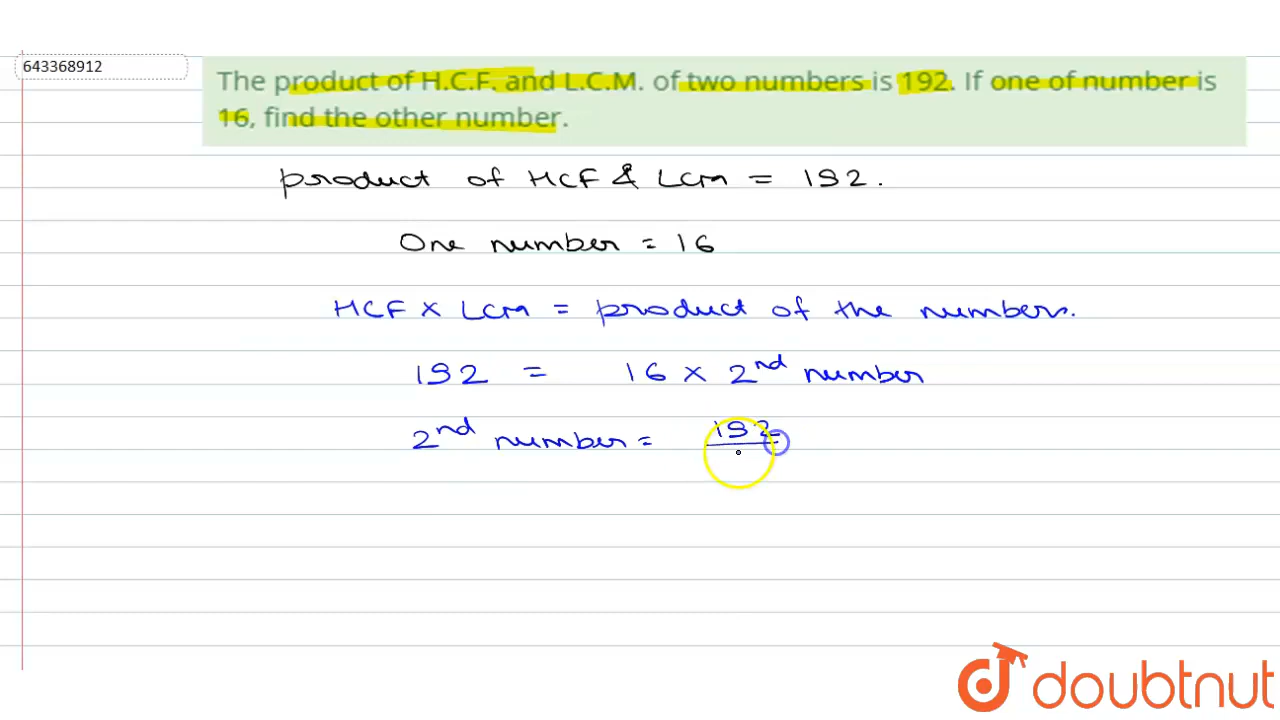 643368912
The product of H.C.F. and L.C.M. of two numbers is 192. If one of number is
16, find the other number.
product of HCF & LCM = 192.
One number = 16
HCF x LCM = product of the numbers.
192 = 16 x 2nd number
2nd number = 192
doubtnut